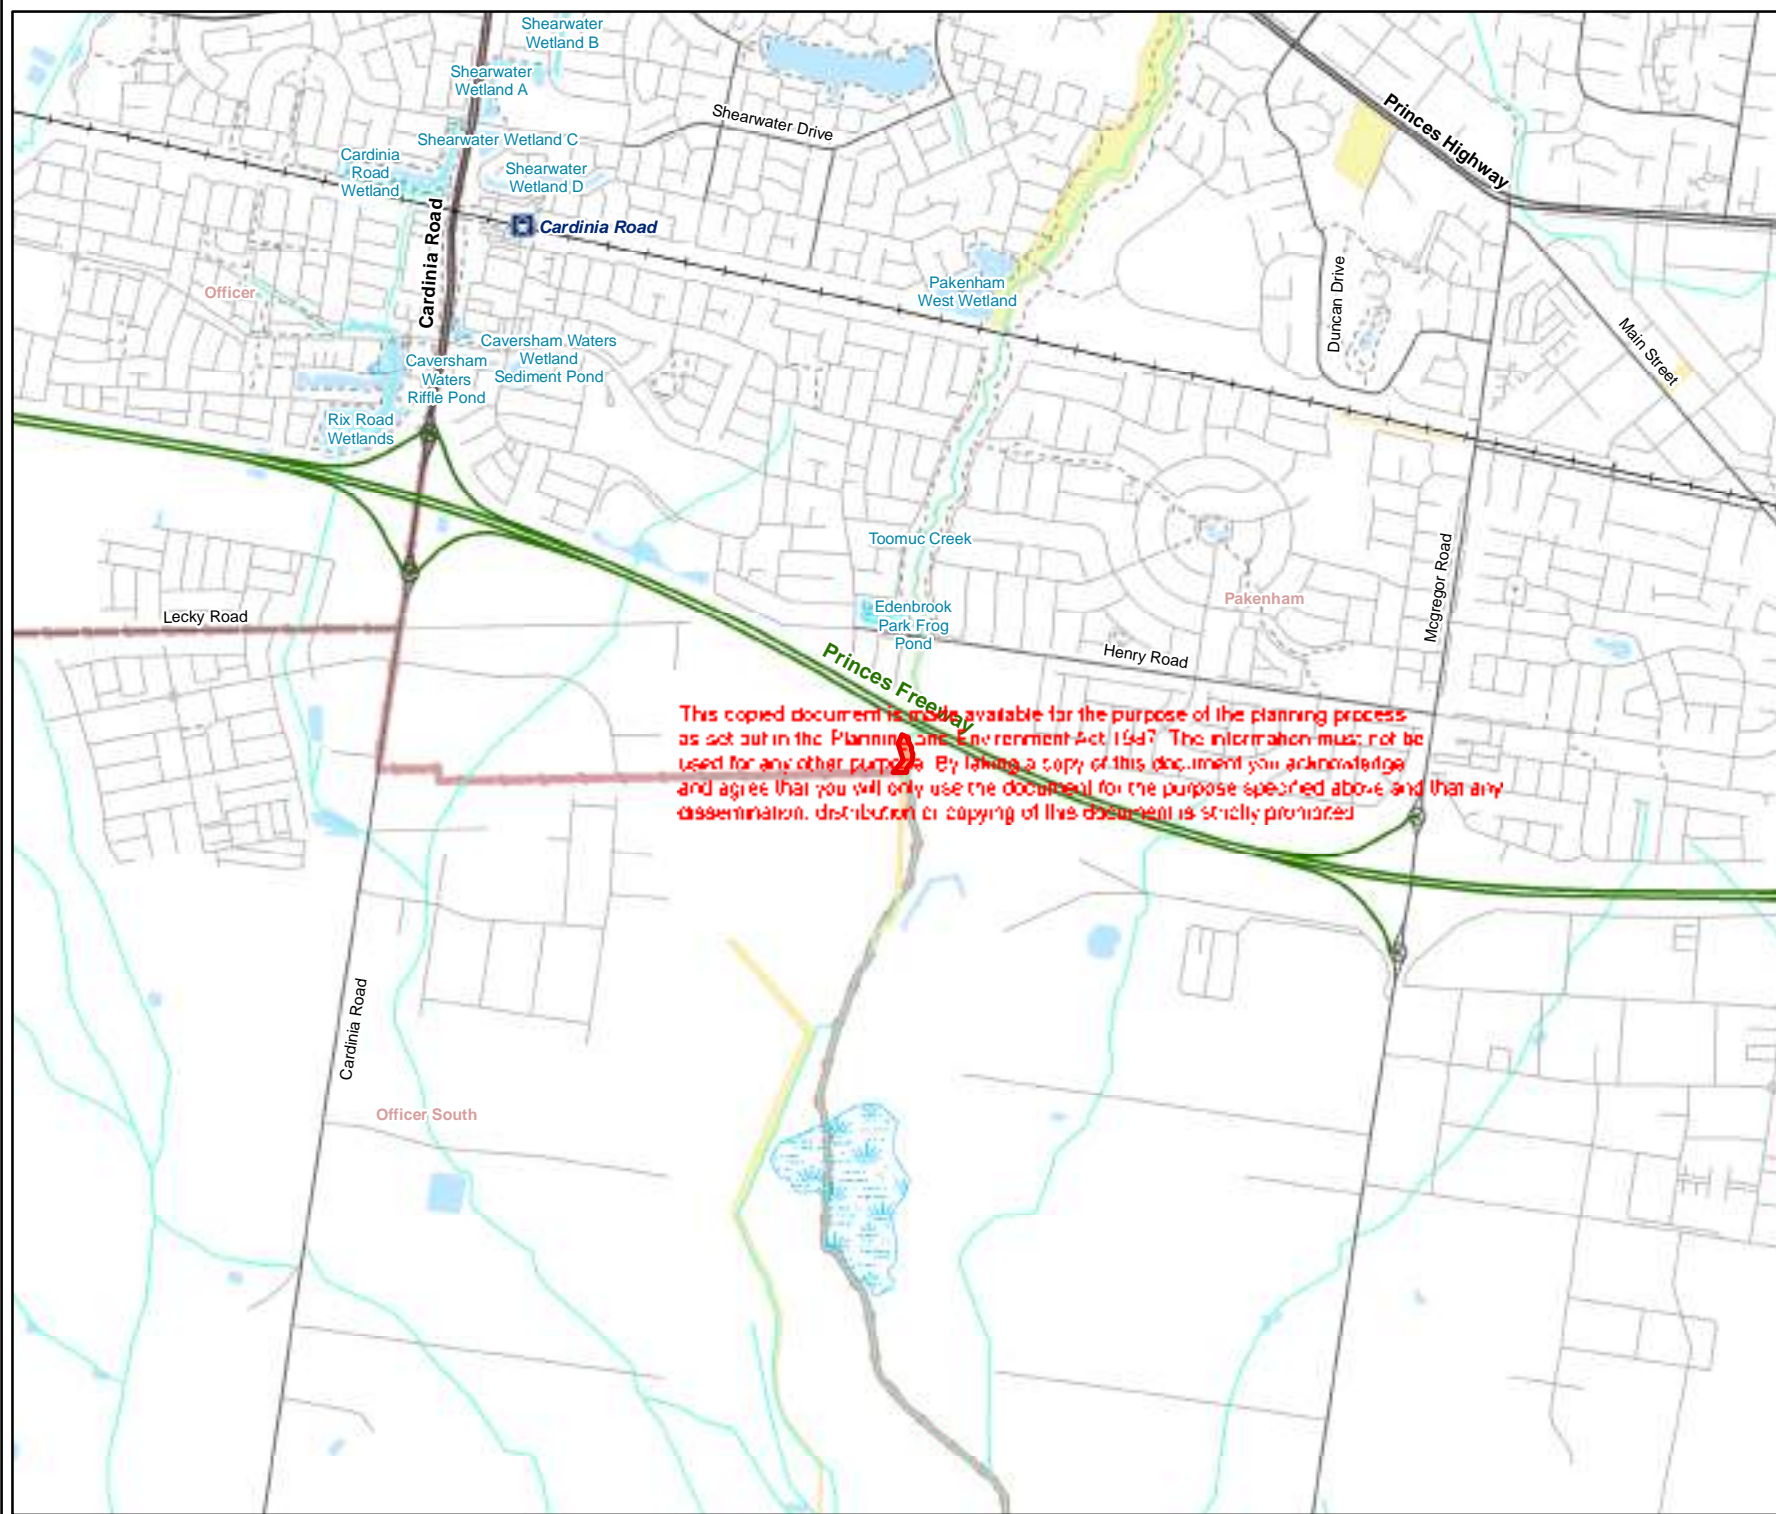 Shearwater
Wetland B
Shearwater
Wetland A
Shearwater Drive
Princes Highway
Shearwater Wetland C
Cardinia
Road
Wetland
Shearwater
Wetland D
Cardinia Road
Cardinia Road
Officer
Pakenham
West Wetland
Duncan Drive
Main Street
Caversham Waters
Wetland
Sediment Pond
Caversham
Waters
Riffle Pond
Rix Road
Wetlands
Toomuc Creek
Mcgregor Road
Edenbrook
Park Frog
Pond
Pakenham
Lecky Road
Henry Road
Princes Freeway
This copied document is made available for the purpose of the planning process
as set out in the Planning and Environment Act 1987. The information must not be
used for any other purpose. By taking a copy of this document you acknowledge
and agree that you will only use the document for the purpose specified above and that any
dissemination, distribution or copying of this document is strictly prohibited
Cardinia Road
Officer South